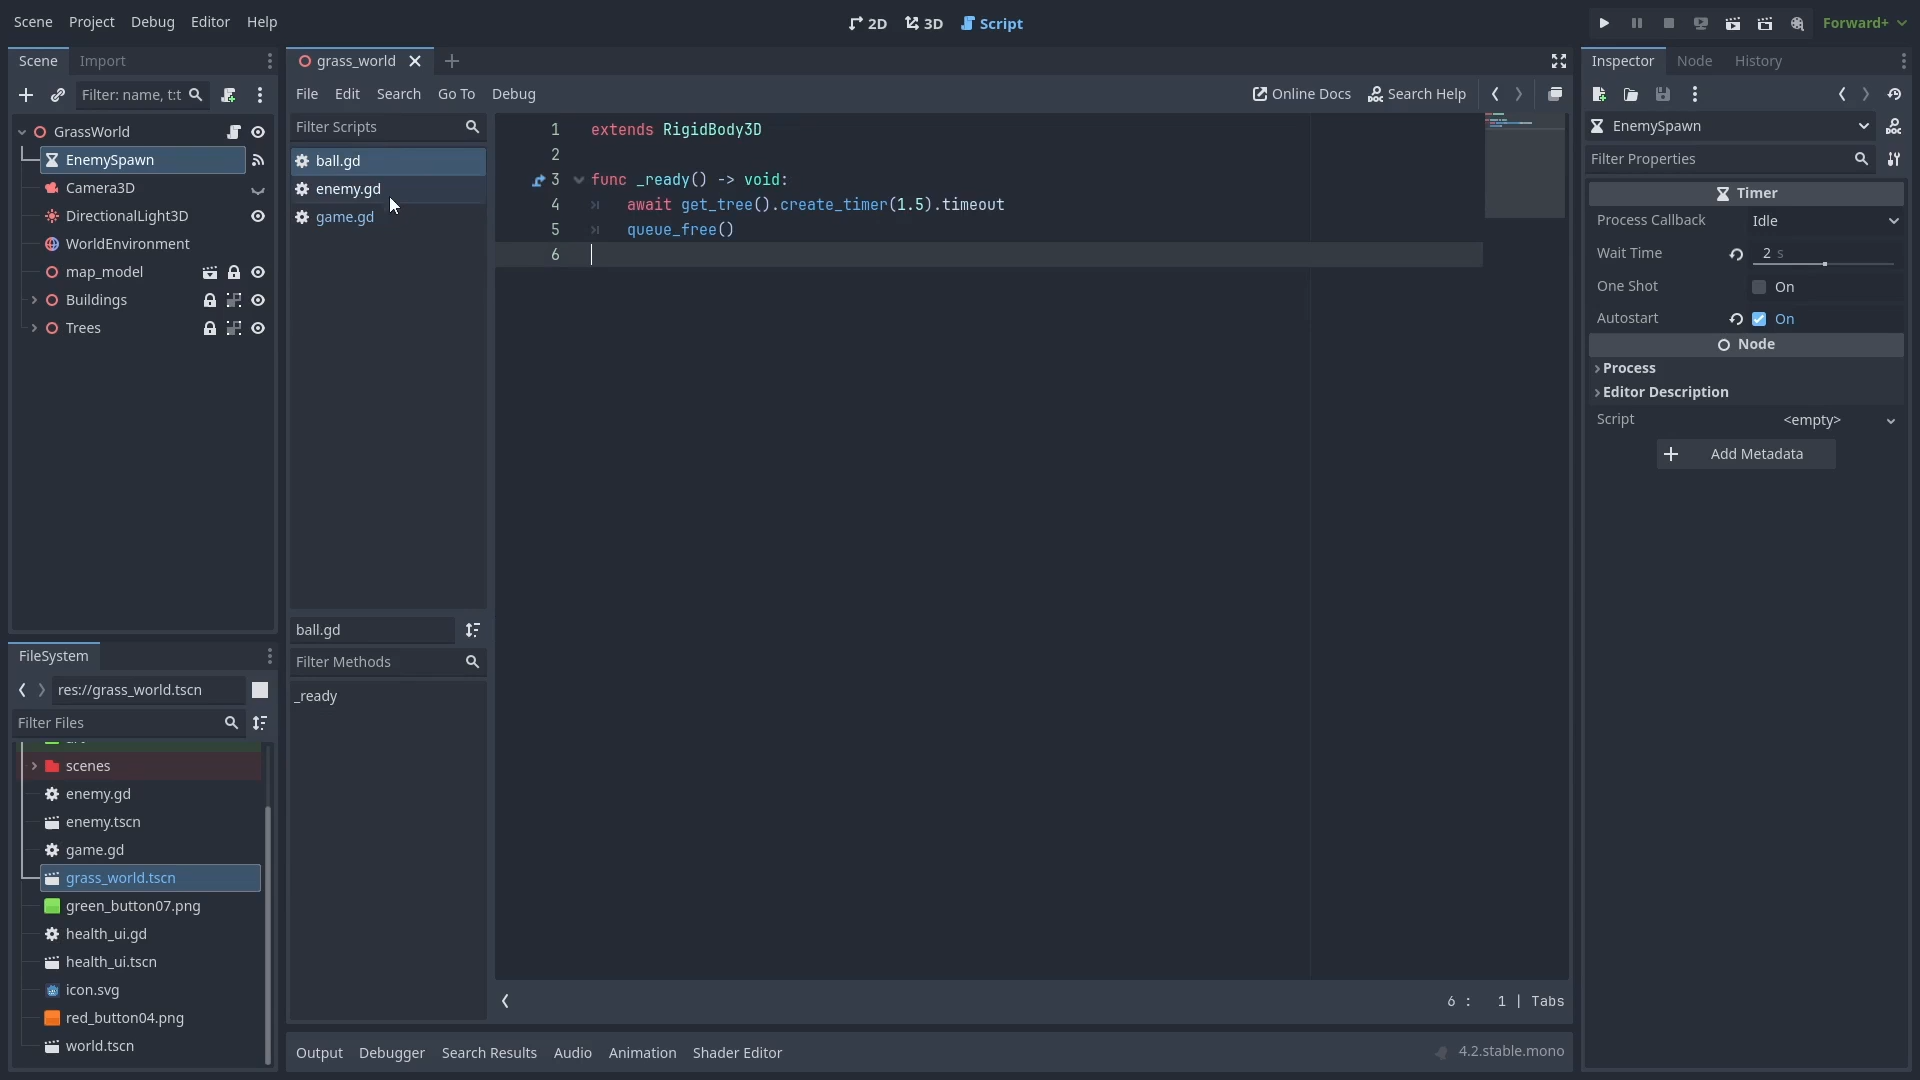 Scene Project Debug Editor Help
2D 3D Script
Forward+
Scene Import
Filter: name, t:t
GrassWorld
EnemySpawn
Camera3D
DirectionalLight3D
WorldEnvironment
map_model
Buildings
Trees
FileSystem
res://grass_world.tscn
Filter Files
scenes
enemy.gd
enemy.tscn
game.gd
grass_world.tscn
green_button07.png
health_ui.gd
health_ui.tscn
icon.svg
red_button04.png
world.tscn
grass_world
File Edit Search Go To Debug
Online Docs Search Help
Filter Scripts
ball.gd
enemy.gd
game.gd
ball.gd
Filter Methods
_ready
1 extends RigidBody3D
2
3 func _ready() -> void:
4 await get_tree().create_timer(1.5).timeout
5 queue_free()
6
6 : 1 | Tabs
Output Debugger Search Results Audio Animation Shader Editor
4.2.stable.mono
Inspector Node History
EnemySpawn
Filter Properties
Timer
Process Callback Idle
Wait Time 2 s
One Shot On
Autostart On
Node
Process
Editor Description
Script <empty>
Add Metadata